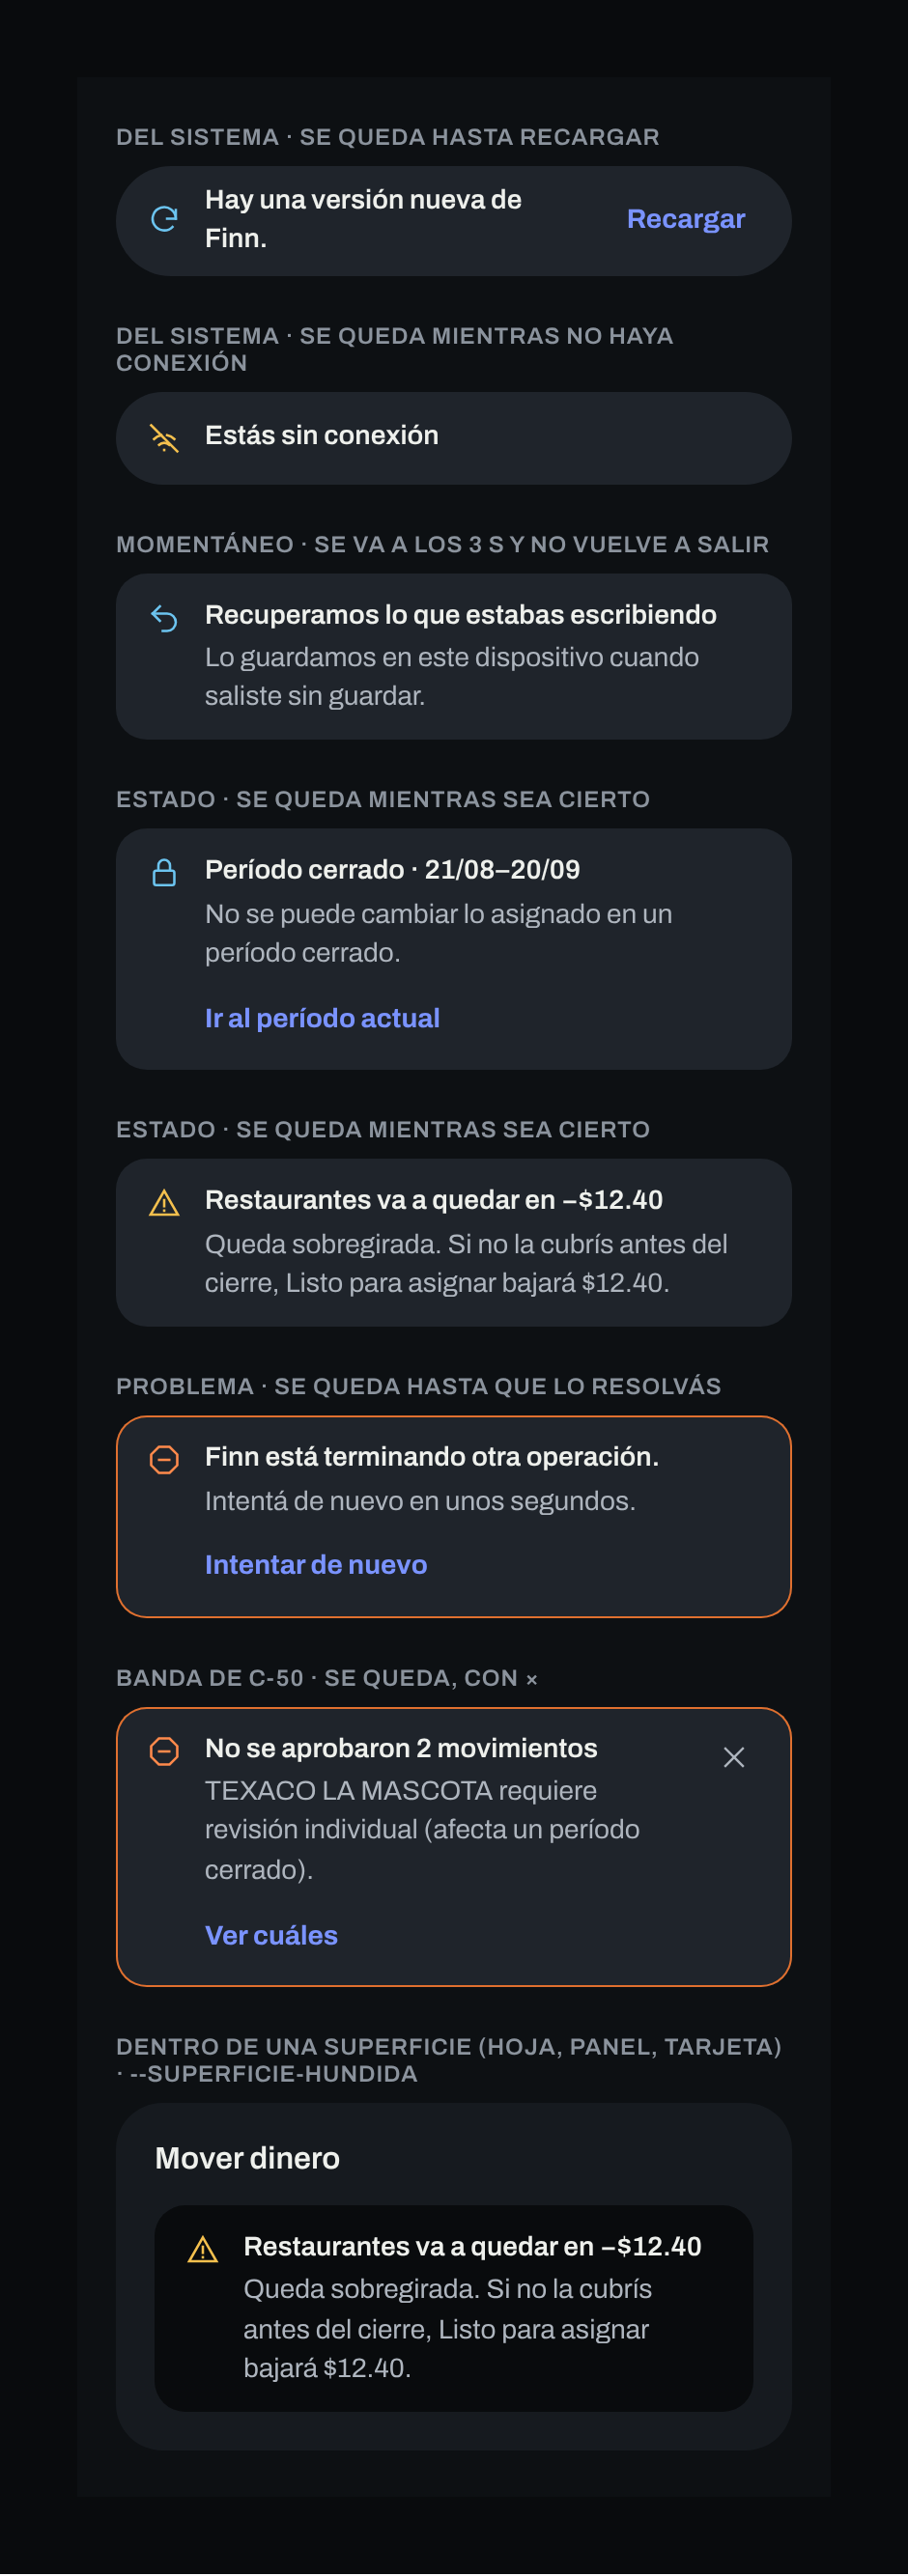 DEL SISTEMA · SE QUEDA HASTA RECARGAR
Hay una versión nueva de
Finn.
Recargar
DEL SISTEMA · SE QUEDA MIENTRAS NO HAYA
CONEXIÓN
Estás sin conexión
MOMENTÁNEO · SE VA A LOS 3 S Y NO VUELVE A SALIR
Recuperamos lo que estabas escribiendo
Lo guardamos en este dispositivo cuando
saliste sin guardar.
ESTADO · SE QUEDA MIENTRAS SEA CIERTO
Período cerrado · 21/08–20/09
No se puede cambiar lo asignado en un
período cerrado.
Ir al período actual
ESTADO · SE QUEDA MIENTRAS SEA CIERTO
Restaurantes va a quedar en −$12.40
Queda sobregirada. Si no la cubrís antes del
cierre, Listo para asignar bajará $12.40.
PROBLEMA · SE QUEDA HASTA QUE LO RESOLVÁS
Finn está terminando otra operación.
Intentá de nuevo en unos segundos.
Intentar de nuevo
BANDA DE C-50 · SE QUEDA, CON ×
No se aprobaron 2 movimientos
TEXACO LA MASCOTA requiere
revisión individual (afecta un período
cerrado).
Ver cuáles
DENTRO DE UNA SUPERFICIE (HOJA, PANEL, TARJETA)
· --SUPERFICIE-HUNDIDA
Mover dinero
Restaurantes va a quedar en −$12.40
Queda sobregirada. Si no la cubrís
antes del cierre, Listo para asignar
bajará $12.40.